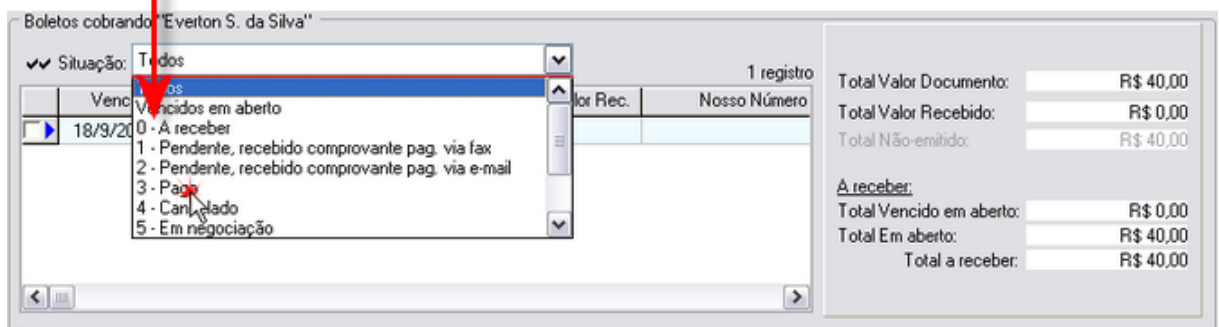 Boletos cobrando "Everton S. da Silva"
Situação: Todos
1 registro
Nosso Número
lor Rec.
Venc
18/9/20
Vencidos em aberto
0 - A receber
1 - Pendente, recebido comprovante pag. via fax
2 - Pendente, recebido comprovante pag. via e-mail
3 - Pago
4 - Cancelado
5 - Em negociação
Total Valor Documento: R$ 40,00
Total Valor Recebido: R$ 0,00
Total Não-emitido: R$ 40,00
A receber:
Total Vencido em aberto: R$ 0,00
Total Em aberto: R$ 40,00
Total a receber: R$ 40,00